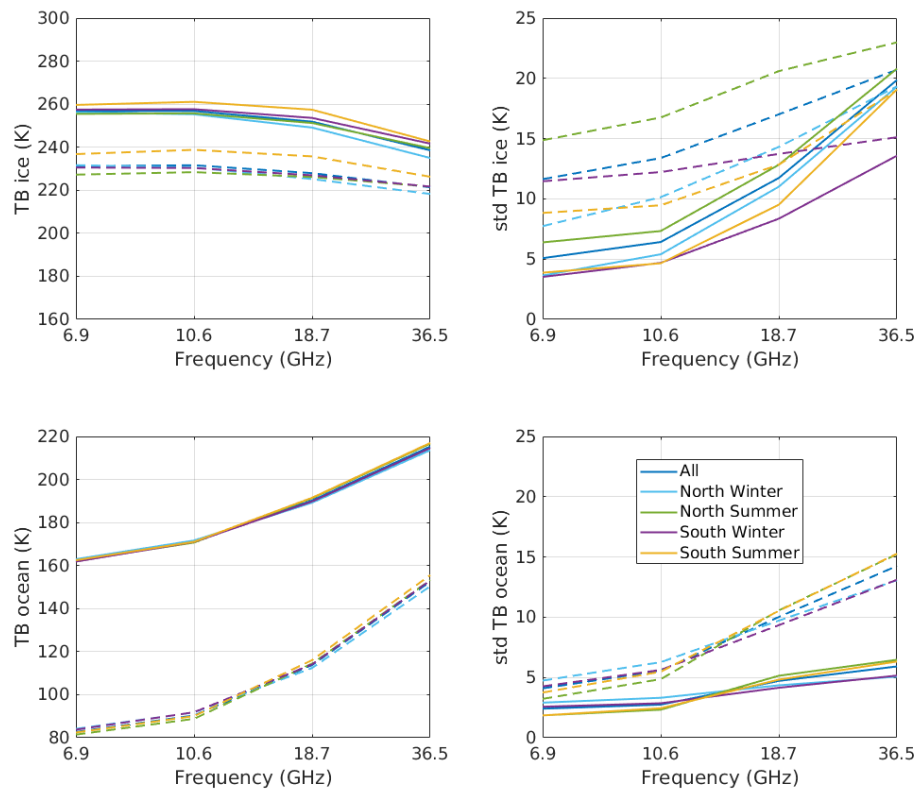 300
280
260
240
220
200
180
160
TB ice (K)
6.9 10.6 18.7 36.5
Frequency (GHz)
25
20
15
10
5
0
std TB ice (K)
6.9 10.6 18.7 36.5
Frequency (GHz)
220
200
180
160
140
120
100
80
TB ocean (K)
6.9 10.6 18.7 36.5
Frequency (GHz)
25
20
15
10
5
0
std TB ocean (K)
All
North Winter
North Summer
South Winter
South Summer
6.9 10.6 18.7 36.5
Frequency (GHz)